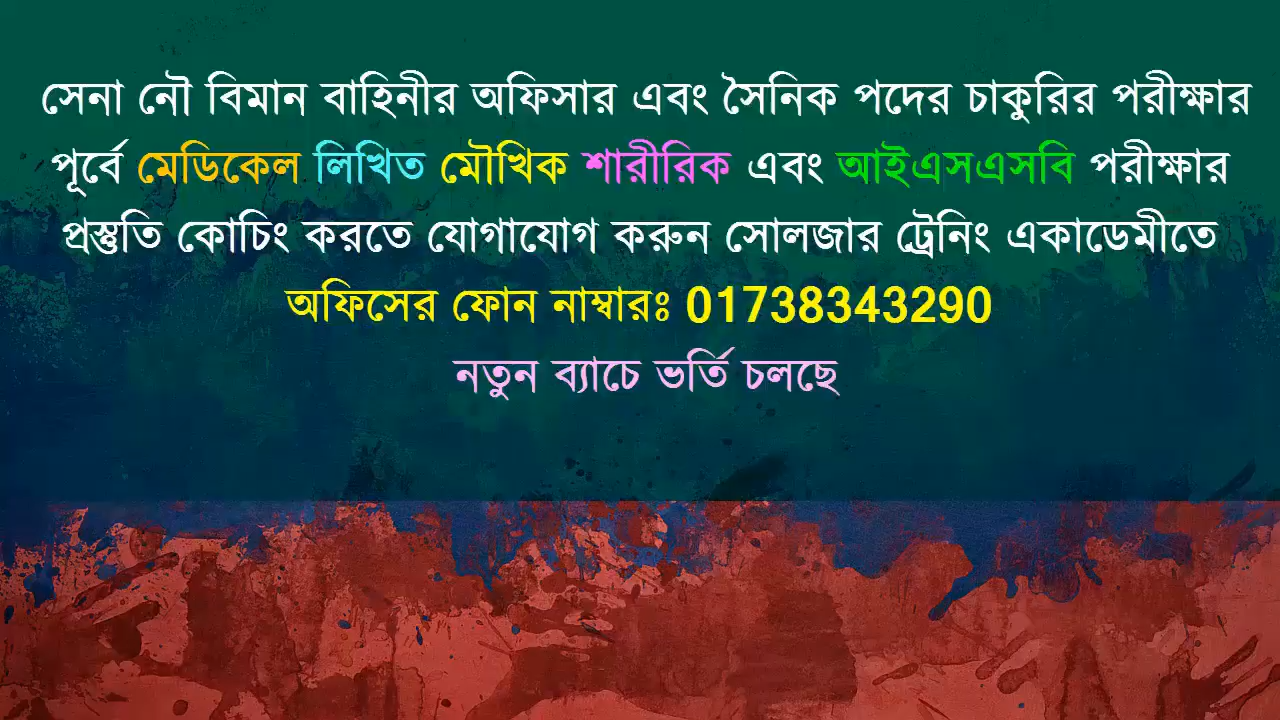 সেনা নৌ বিমান বাহিনীর অফিসার এবং সৈনিক পদের চাকুরির পরীক্ষার
পূর্বে মেডিকেল লিখিত মৌখিক শারীরিক এবং আইএসএসবি পরীক্ষার
প্রস্তুতি কোচিং করতে যোগাযোগ করুন সোলজার ট্রেনিং একাডেমীতে
অফিসের ফোন নাম্বারঃ 01738343290
নতুন ব্যাচে ভর্তি চলছে